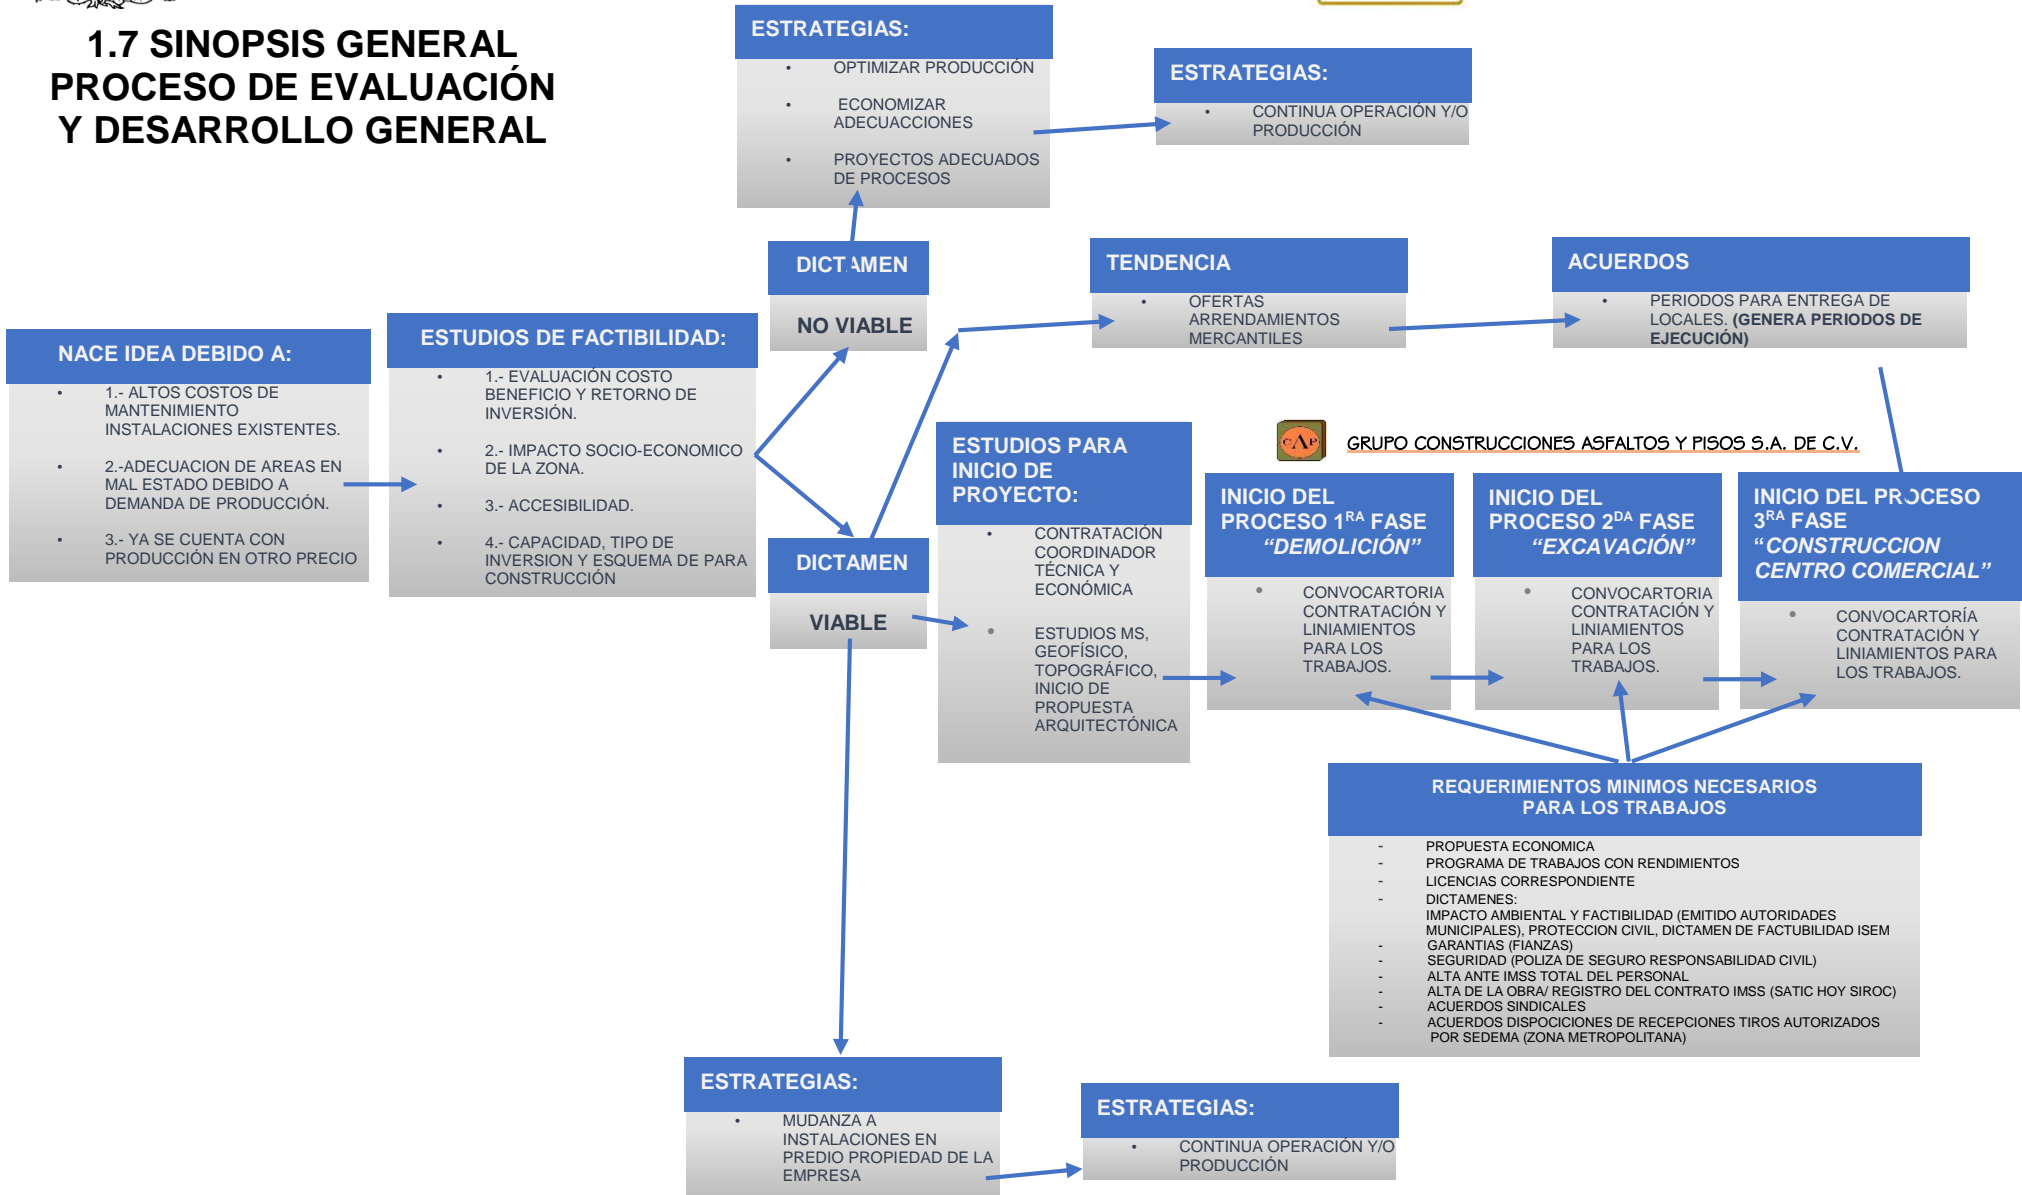 1.7 SINOPSIS GENERAL
PROCESO DE EVALUACIÓN
Y DESARROLLO GENERAL
ESTRATEGIAS:
• OPTIMIZAR PRODUCCIÓN
• ECONOMIZAR
ADECUACCIONES
• PROYECTOS ADECUADOS
DE PROCESOS
ESTRATEGIAS:
• CONTINUA OPERACIÓN Y/O
PRODUCCIÓN
DICTAMEN
NO VIABLE
TENDENCIA
• OFERTAS
ARRENDAMIENTOS
MERCANTILES
ACUERDOS
• PERIODOS PARA ENTREGA DE
LOCALES. (GENERA PERIODOS DE
EJECUCIÓN)
NACE IDEA DEBIDO A:
• 1.- ALTOS COSTOS DE
MANTENIMIENTO
INSTALACIONES EXISTENTES.
• 2.-ADECUACION DE AREAS EN
MAL ESTADO DEBIDO A
DEMANDA DE PRODUCCIÓN.
• 3.- YA SE CUENTA CON
PRODUCCIÓN EN OTRO PRECIO
ESTUDIOS DE FACTIBILIDAD:
• 1.- EVALUACIÓN COSTO
BENEFICIO Y RETORNO DE
INVERSIÓN.
• 2.- IMPACTO SOCIO-ECONOMICO
DE LA ZONA.
• 3.- ACCESIBILIDAD.
• 4.- CAPACIDAD, TIPO DE
INVERSION Y ESQUEMA DE PARA
CONSTRUCCIÓN
DICTAMEN
VIABLE
ESTUDIOS PARA
INICIO DE
PROYECTO:
• CONTRATACIÓN
COORDINADOR
TÉCNICA Y
ECONÓMICA
• ESTUDIOS MS,
GEOFÍSICO,
TOPOGRÁFICO,
INICIO DE
PROPUESTA
ARQUITECTÓNICA
CAP
GRUPO CONSTRUCCIONES ASFALTOS Y PISOS S.A. DE C.V.
INICIO DEL
PROCESO 1RA FASE
“DEMOLICIÓN”
• CONVOCARTORIA
CONTRATACIÓN Y
LINIAMIENTOS
PARA LOS
TRABAJOS.
INICIO DEL
PROCESO 2DA FASE
“EXCAVACIÓN”
• CONVOCARTORIA
CONTRATACIÓN Y
LINIAMIENTOS
PARA LOS
TRABAJOS.
INICIO DEL PROCESO
3RA FASE
“CONSTRUCCION
CENTRO COMERCIAL”
• CONVOCARTORÍA
CONTRATACIÓN Y
LINIAMIENTOS PARA
LOS TRABAJOS.
REQUERIMIENTOS MINIMOS NECESARIOS
PARA LOS TRABAJOS
- PROPUESTA ECONOMICA
- PROGRAMA DE TRABAJOS CON RENDIMIENTOS
- LICENCIAS CORRESPONDIENTE
- DICTAMENES:
IMPACTO AMBIENTAL Y FACTIBILIDAD (EMITIDO AUTORIDADES
MUNICIPALES), PROTECCION CIVIL, DICTAMEN DE FACTUBILIDAD ISEM
- GARANTIAS (FIANZAS)
- SEGURIDAD (POLIZA DE SEGURO RESPONSABILIDAD CIVIL)
- ALTA ANTE IMSS TOTAL DEL PERSONAL
- ALTA DE LA OBRA/ REGISTRO DEL CONTRATO IMSS (SATIC HOY SIROC)
- ACUERDOS SINDICALES
- ACUERDOS DISPOCICIONES DE RECEPCIONES TIROS AUTORIZADOS
POR SEDEMA (ZONA METROPOLITANA)
ESTRATEGIAS:
• MUDANZA A
INSTALACIONES EN
PREDIO PROPIEDAD DE LA
EMPRESA
ESTRATEGIAS:
• CONTINUA OPERACIÓN Y/O
PRODUCCIÓN